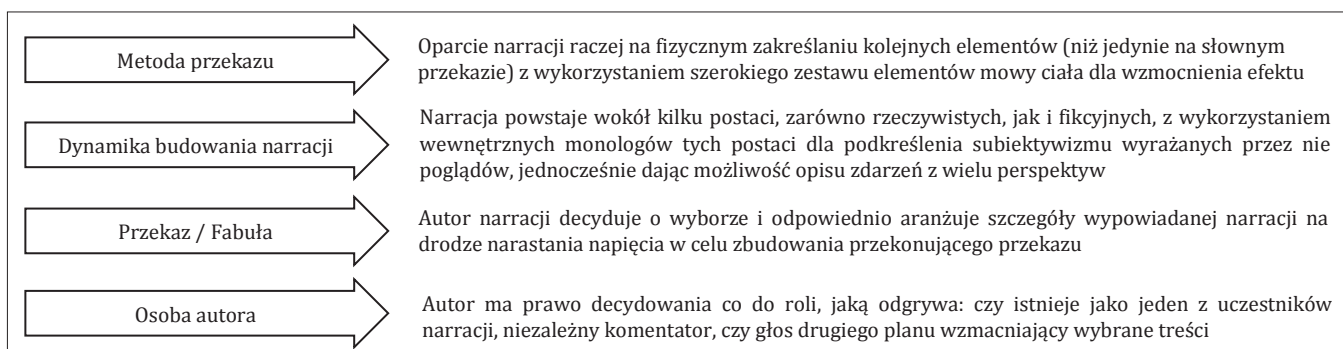 Metoda przekazu
Oparcie narracji raczej na fizycznym zakreślaniu kolejnych elementów (niż jedynie na słownym
przekazie) z wykorzystaniem szerokiego zestawu elementów mowy ciała dla wzmocnienia efektu
Dynamika budowania narracji
Narracja powstaje wokół kilku postaci, zarówno rzeczywistych, jak i fikcyjnych, z wykorzystaniem
wewnętrznych monologów tych postaci dla podkreślenia subiektywizmu wyrażanych przez nie
poglądów, jednocześnie dając możliwość opisu zdarzeń z wielu perspektyw
Przekaz / Fabuła
Autor narracji decyduje o wyborze i odpowiednio aranżuje szczegóły wypowiadanej narracji na
drodze narastania napięcia w celu zbudowania przekonującego przekazu
Osoba autora
Autor ma prawo decydowania co do roli, jaką odgrywa: czy istnieje jako jeden z uczestników
narracji, niezależny komentator, czy głos drugiego planu wzmacniający wybrane treści